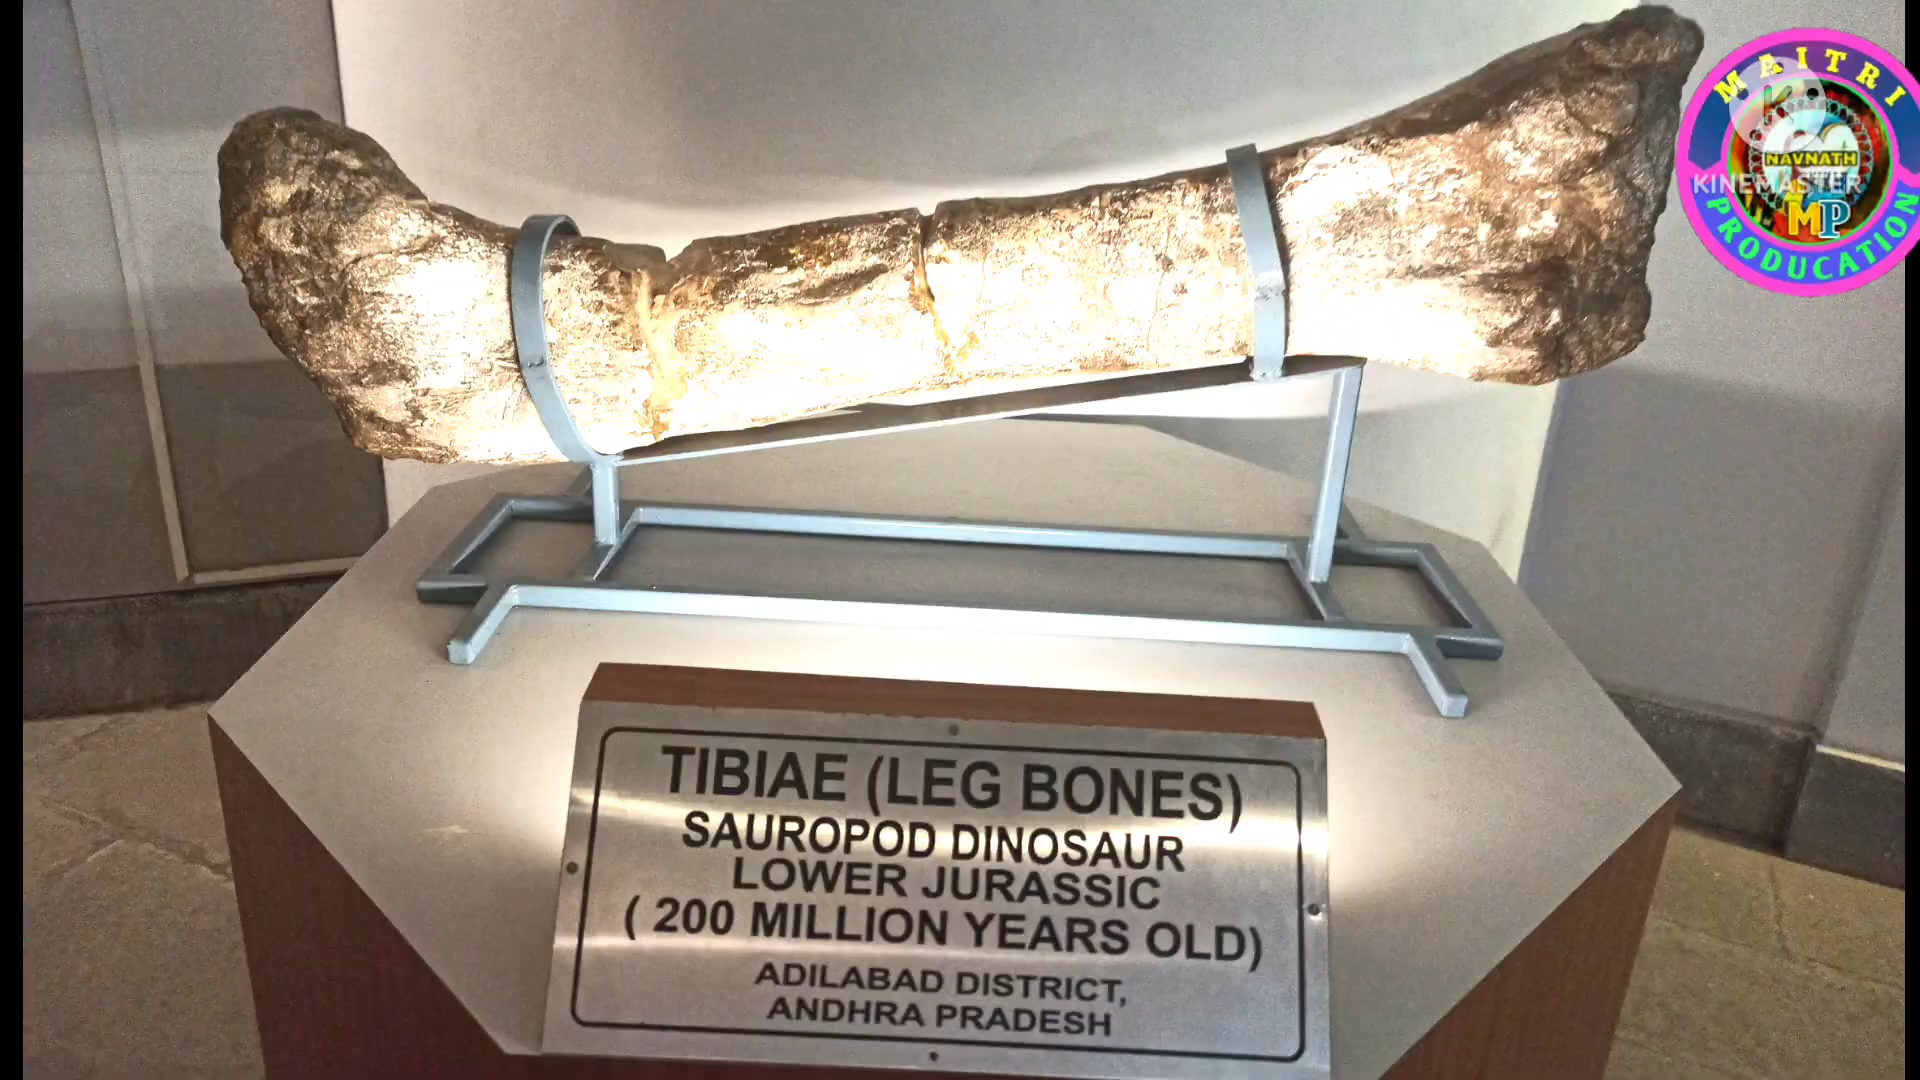 MAITRI
NAVNATH
KINEMASTER
MP
PRODUCATION
TIBIAE (LEG BONES)
SAUROPOD DINOSAUR
LOWER JURASSIC
( 200 MILLION YEARS OLD)
ADILABAD DISTRICT,
ANDHRA PRADESH